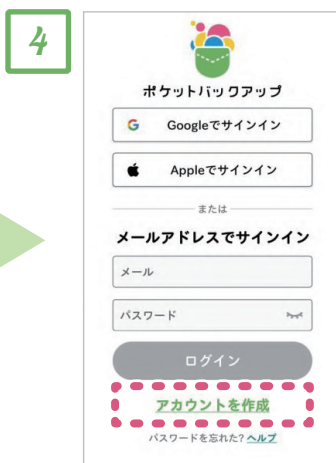 4
ポケットバックアップ
Googleでサインイン
Appleでサインイン
または
メールアドレスでサインイン
メール
パスワード
ログイン
アカウントを作成
パスワードを忘れた? ヘルプ